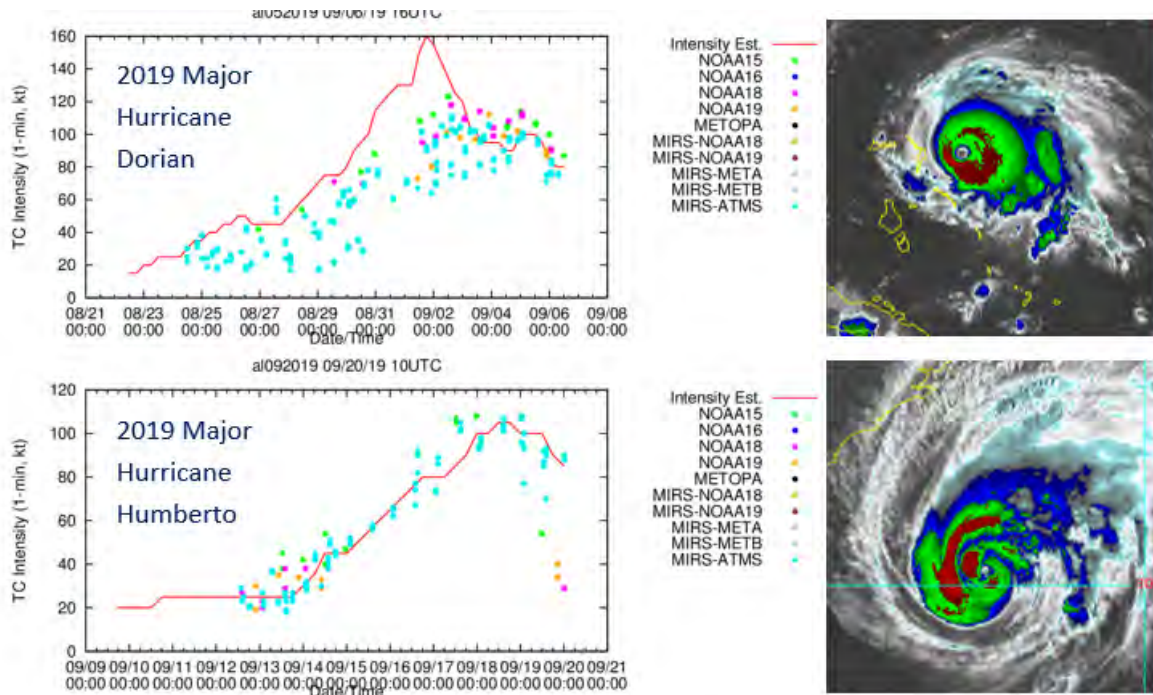 al052019 09/06/19 16UTC
160
140
120
100
80
60
40
20
0
TC Intensity (1-min, kt)
2019 Major
Hurricane
Dorian
08/21 08/23 08/25 08/27 08/29 08/31 09/02 09/04 09/06 09/08
00:00 00:00 00:00 00:00 00:00 00:00 00:00 00:00 00:00 00:00
Date/Time
Intensity Est.
NOAA15
NOAA16
NOAA18
NOAA19
METOPA
MIRS-NOAA18
MIRS-NOAA19
MIRS-META
MIRS-METB
MIRS-ATMS
al092019 09/20/19 10UTC
120
100
80
60
40
20
0
TC Intensity (1-min, kt)
2019 Major
Hurricane
Humberto
09/09 09/10 09/11 09/12 09/13 09/14 09/15 09/16 09/17 09/18 09/19 09/20 09/21
00:00 00:00 00:00 00:00 00:00 00:00 00:00 00:00 00:00 00:00 00:00 00:00 00:00
Date/Time
Intensity Est.
NOAA15
NOAA16
NOAA18
NOAA19
METOPA
MIRS-NOAA18
MIRS-NOAA19
MIRS-META
MIRS-METB
MIRS-ATMS